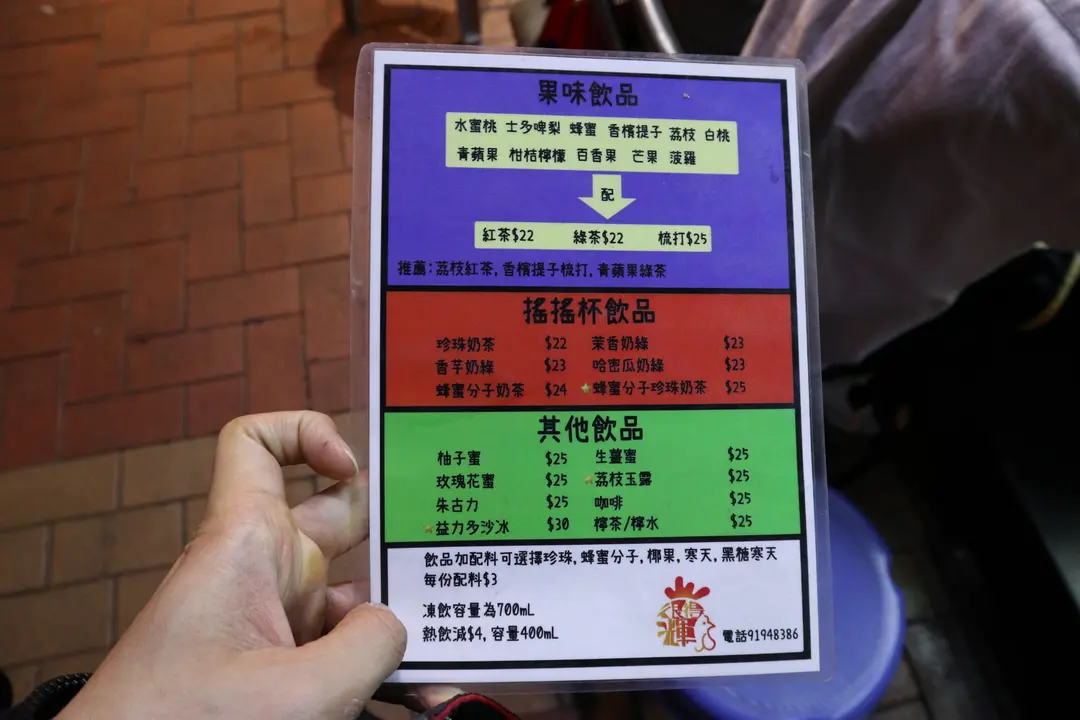 果味飲品
水蜜桃 士多啤梨 蜂蜜 香檳提子 荔枝 白桃
青蘋果 柑桔檸檬 百香果 芒果 菠羅
配
紅茶$22 綠茶$22 梳打$25
推薦:荔枝紅茶, 香檳提子梳打, 青蘋果綠茶
搖搖杯飲品
珍珠奶茶 $22 茉香奶綠 $23
香芋奶綠 $23 哈密瓜奶綠 $23
蜂蜜分子奶茶 $24 蜂蜜分子珍珠奶茶 $25
其他飲品
柚子蜜 $25 生薑蜜 $25
玫瑰花蜜 $25 荔枝玉露 $25
朱古力 $25 咖啡 $25
益力多沙冰 $30 檸茶/檸水 $25
飲品加配料可選擇珍珠, 蜂蜜分子, 椰果, 寒天, 黑糖寒天
每份配料$3
凍飲容量為700mL
熱飲減$4, 容量400mL
電話91948386